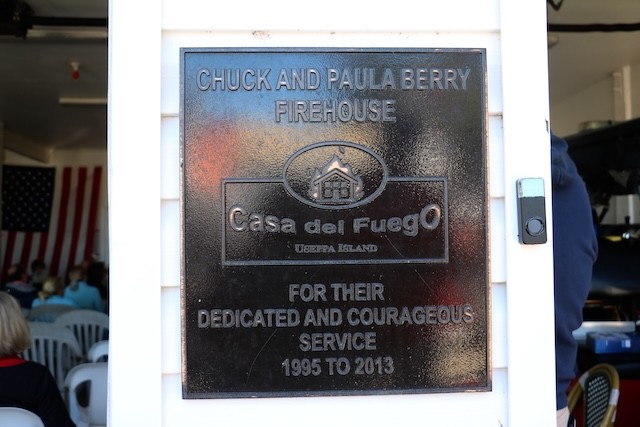 CHUCK AND PAULA BERRY
FIREHOUSE
Casa del FuegO
USEPPA ISLAND
FOR THEIR
DEDICATED AND COURAGEOUS
SERVICE
1995 TO 2013